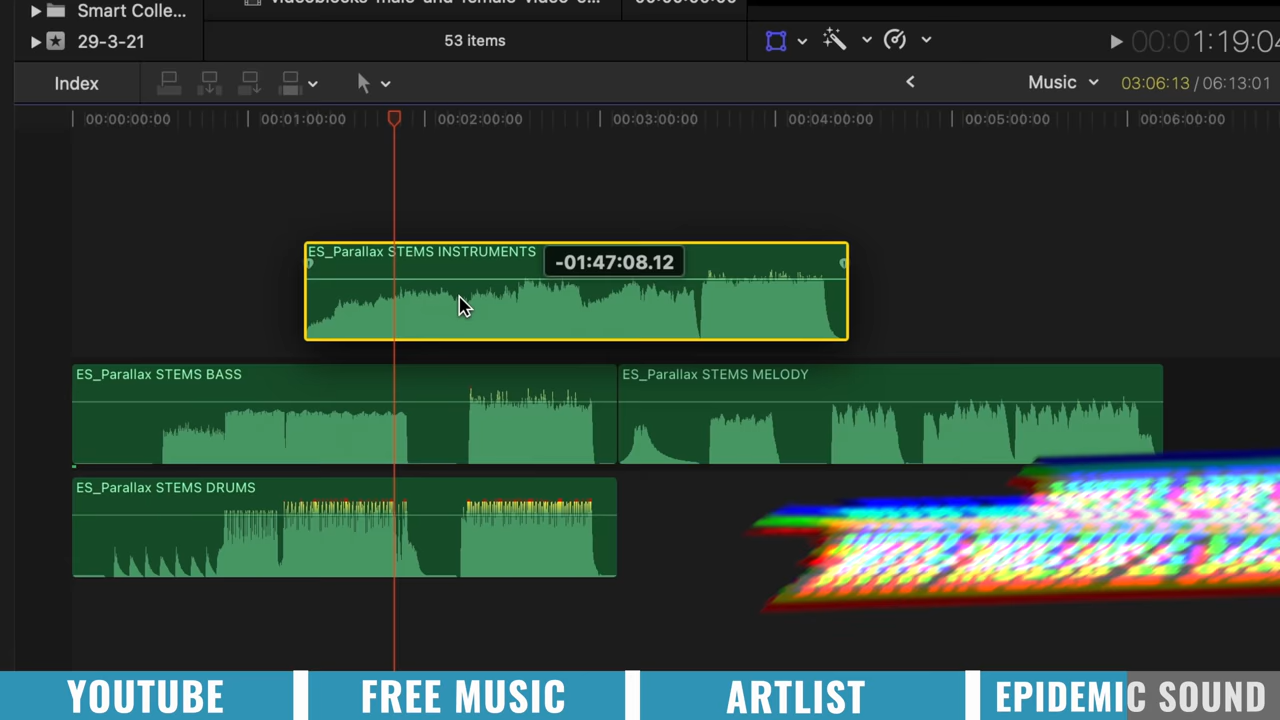 Smart Colle...
29-3-21
53 items
1:19:04
Index
Music
03:06:13 / 06:13:01
00:00:00:00
00:01:00:00
00:02:00:00
00:03:00:00
00:04:00:00
00:05:00:00
00:06:00:00
ES_Parallax STEMS INSTRUMENTS
-01:47:08.12
ES_Parallax STEMS BASS
ES_Parallax STEMS MELODY
ES_Parallax STEMS DRUMS
YOUTUBE
FREE MUSIC
ARTLIST
EPIDEMIC SOUND